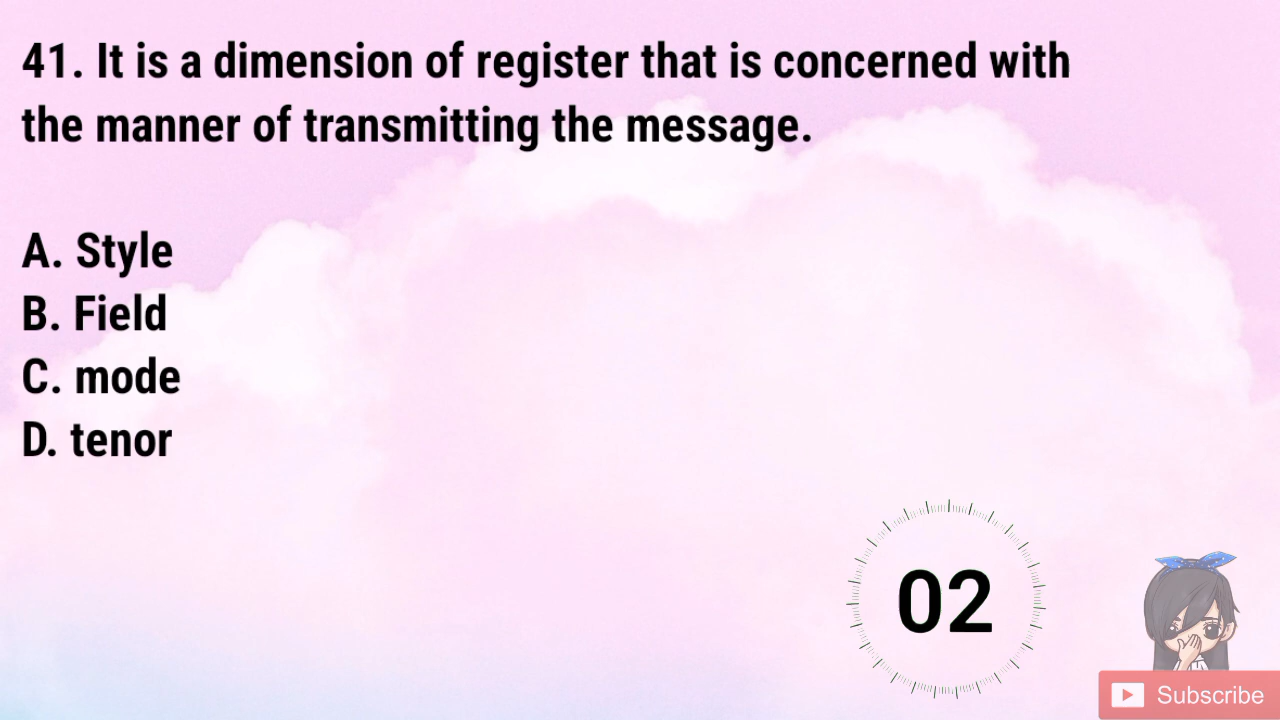 41. It is a dimension of register that is concerned with
the manner of transmitting the message.
A. Style
B. Field
C. mode
D. tenor
02
Subscribe